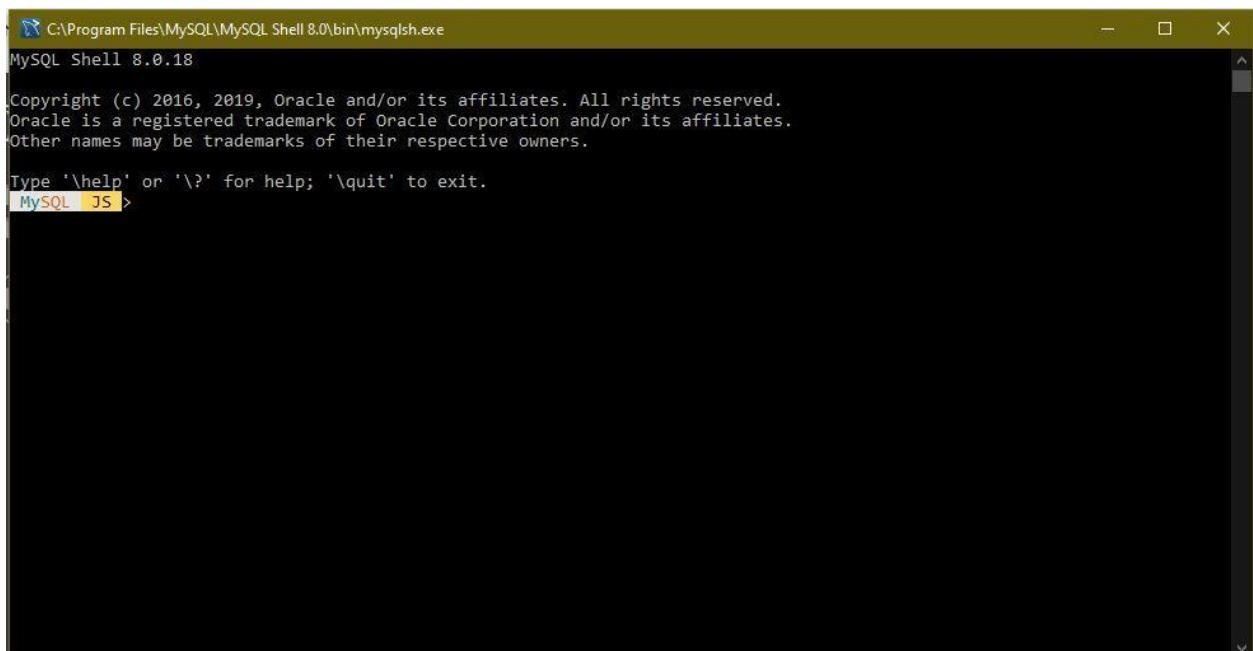 C:\Program Files\MySQL\MySQL Shell 8.0\bin\mysqlsh.exe
MySQL Shell 8.0.18
Copyright (c) 2016, 2019, Oracle and/or its affiliates. All rights reserved.
Oracle is a registered trademark of Oracle Corporation and/or its affiliates.
Other names may be trademarks of their respective owners.
Type '\help' or '\?' for help; '\quit' to exit.
MySQL JS >